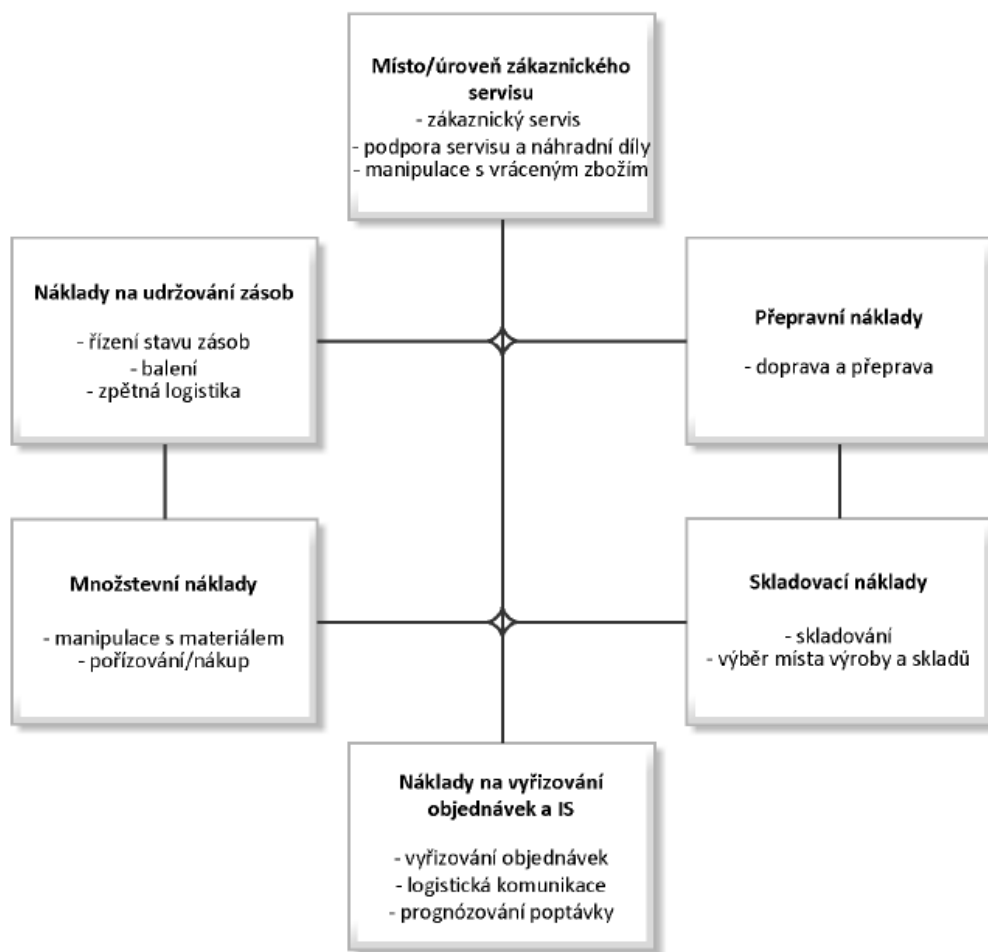 Místo/úroveň zákaznického
servisu
- zákaznický servis
- podpora servisu a náhradní díly
- manipulace s vráceným zbožím
Náklady na udržování zásob
- řízení stavu zásob
- balení
- zpětná logistika
Přepravní náklady
- doprava a přeprava
Množstevní náklady
- manipulace s materiálem
- pořízování/nákup
Skladovací náklady
- skladování
- výběr místa výroby a skladů
Náklady na vyřizování
objednávek a IS
- vyřizování objednávek
- logistická komunikace
- prognózování poptávky